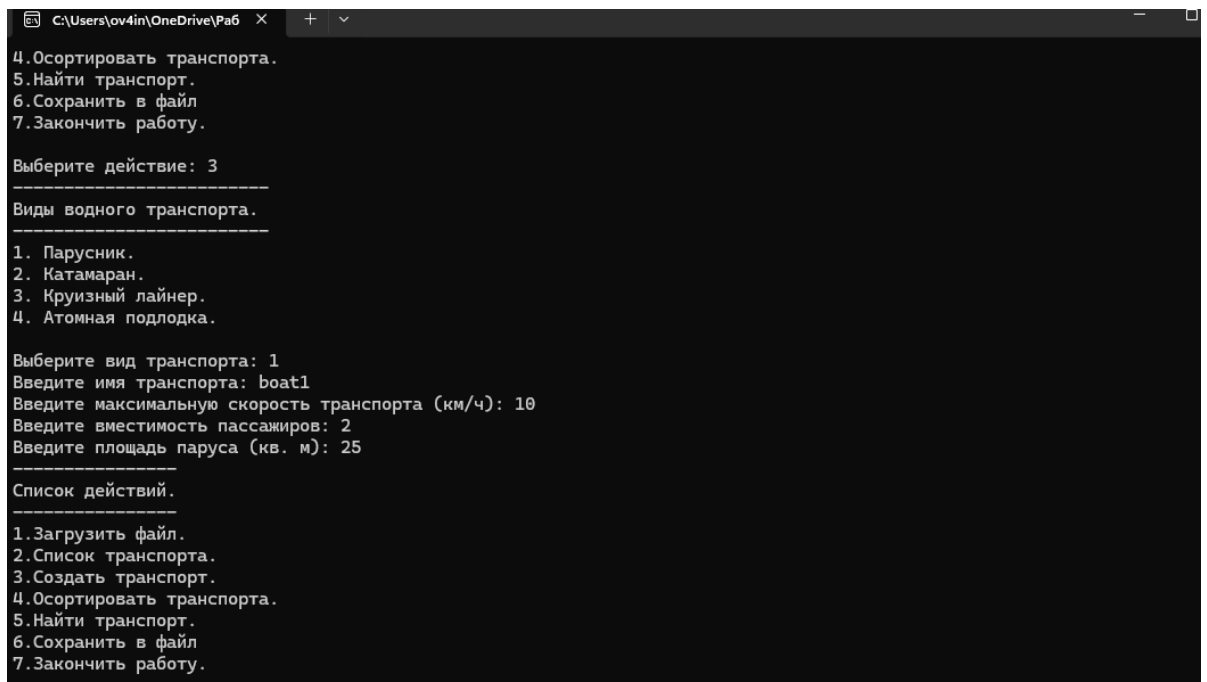 C:\Users\ov4in\OneDrive\Раб
4.Осортировать транспорта.
5.Найти транспорт.
6.Сохранить в файл
7.Закончить работу.
Выберите действие: 3
-------------------------
Виды водного транспорта.
-------------------------
1. Парусник.
2. Катамаран.
3. Круизный лайнер.
4. Атомная подлодка.
Выберите вид транспорта: 1
Введите имя транспорта: boat1
Введите максимальную скорость транспорта (км/ч): 10
Введите вместимость пассажиров: 2
Введите площадь паруса (кв. м): 25
----------------
Список действий.
----------------
1.Загрузить файл.
2.Список транспорта.
3.Создать транспорт.
4.Осортировать транспорта.
5.Найти транспорт.
6.Сохранить в файл
7.Закончить работу.